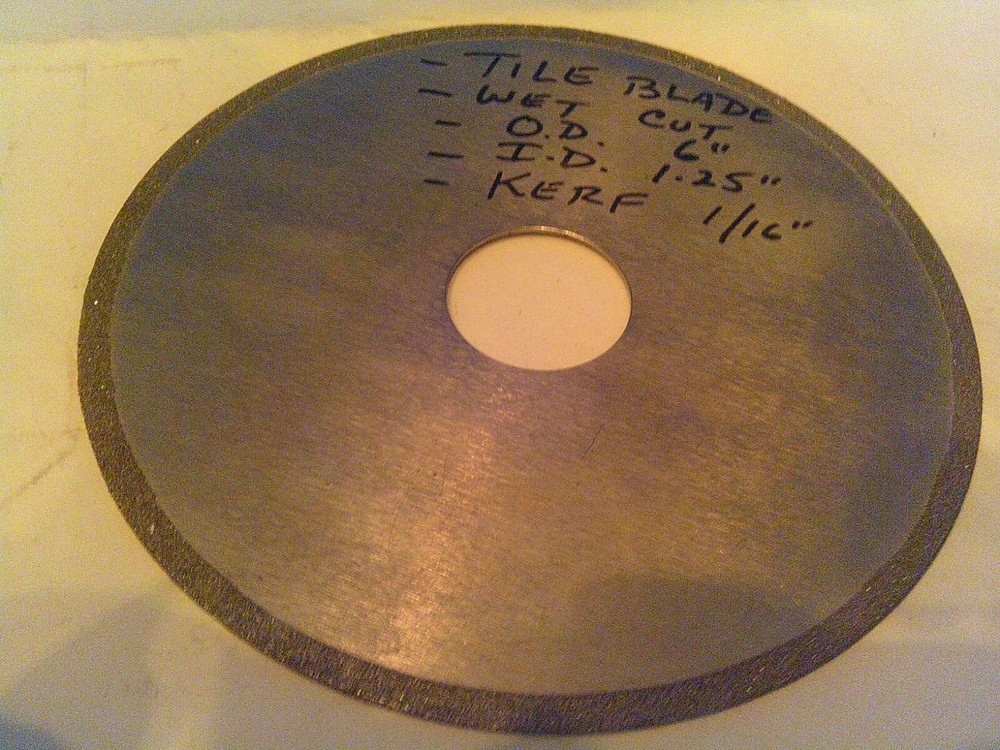 - TILE BLADE
- WET CUT
- O.D. 6"
- I.D. 1.25"
- KERF 1/16"